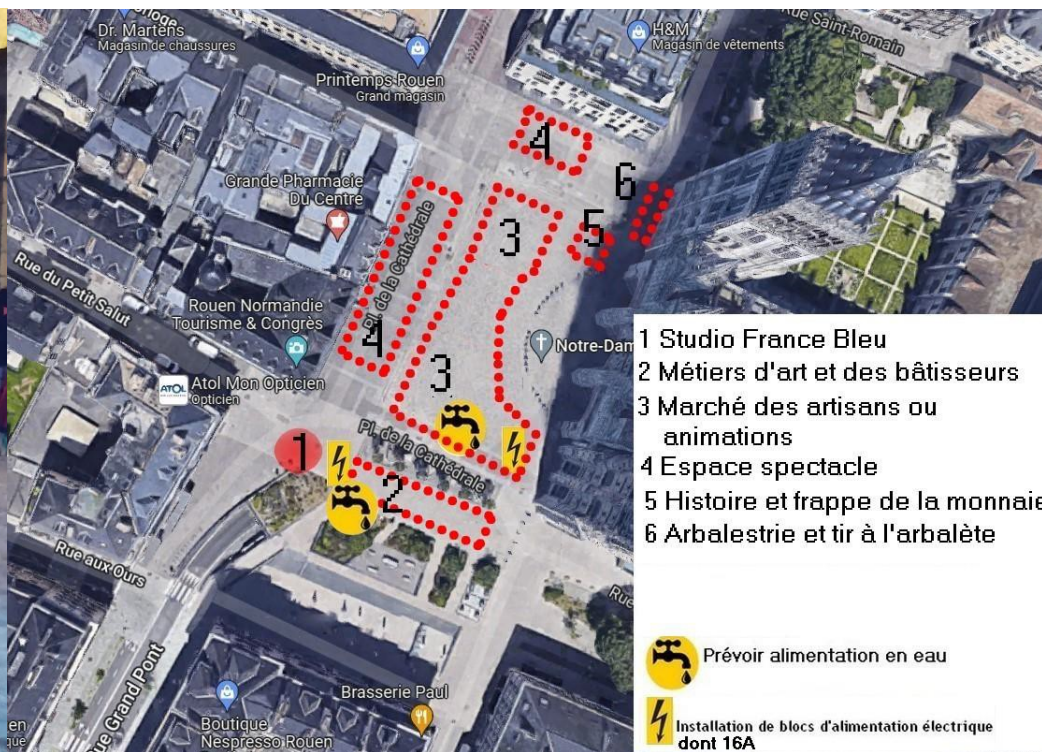 Dr. Martens
Magasin de chaussures
H&M
Magasin de vêtements
Rue Saint-Romain
Printemps Rouen
Grand magasin
4
6
Grande Pharmacie
Du Centre
5
3
Pl. de la Cathédrale
Rue du Petit Salut
Rouen Normandie
Tourisme & Congrès
4
Notre-Dam
3
ATOL
Atol Mon Opticien
Opticien
Pl. de la Cathédrale
1
2
Rue aux Ours
Rue
Rue Grand Pont
Brasserie Paul
Boutique
Nespresso Rouen
en
que
1 Studio France Bleu
2 Métiers d'art et des bâtisseurs
3 Marché des artisans ou
animations
4 Espace spectacle
5 Histoire et frappe de la monnaie
6 Arbalestrie et tir à l'arbalète
Prévoir alimentation en eau
Installation de blocs d'alimentation électrique
dont 16A